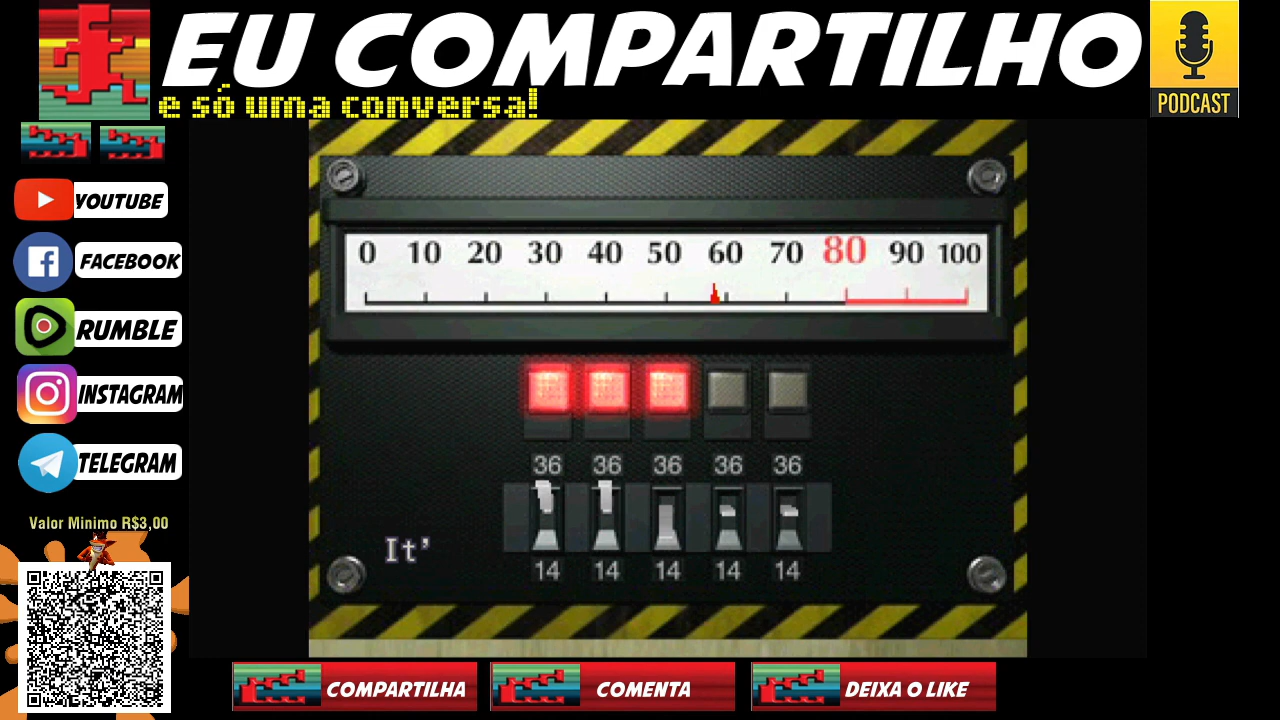 EU COMPARTILHO
e só uma conversa!
PODCAST
YOUTUBE
FACEBOOK
RUMBLE
INSTAGRAM
TELEGRAM
Valor Minimo R$3,00
0 10 20 30 40 50 60 70 80 90 100
36 36 36 36 36
14 14 14 14 14
It'
COMPARTILHA
COMENTA
DEIXA O LIKE